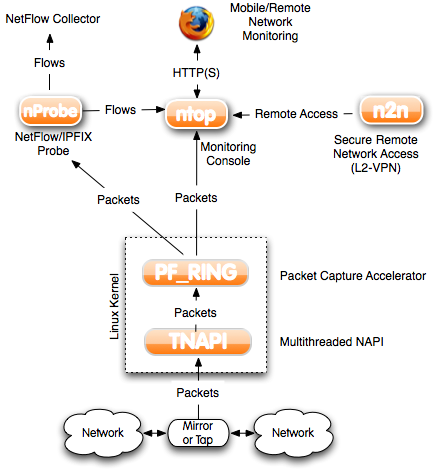 NetFlow Collector
Mobile/Remote
Network
Monitoring
Flows
HTTP(S)
nProbe
Flows
ntop
Remote Access
n2n
NetFlow/IPFIX
Probe
Monitoring
Console
Secure Remote
Network Access
(L2-VPN)
Packets
Packets
Linux Kernel
PF_RING
Packet Capture Accelerator
Packets
TNAPI
Multithreaded NAPI
Packets
Network
Mirror
or Tap
Network